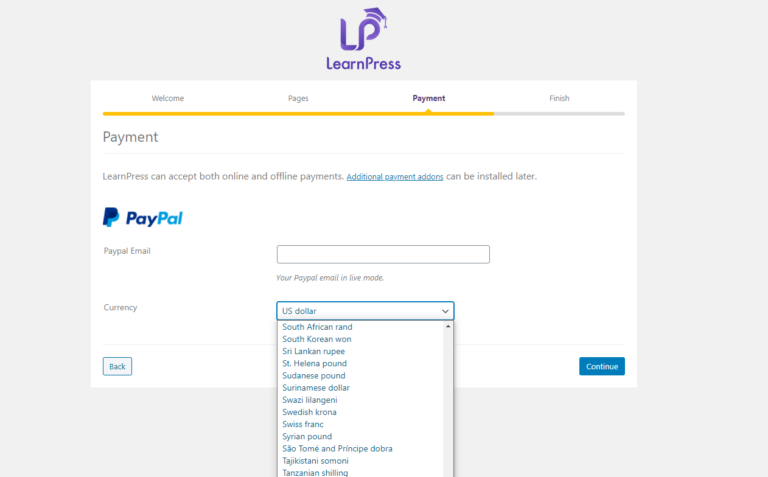 LP
LearnPress
Welcome
Pages
Payment
Finish
Payment
LearnPress can accept both online and offline payments. Additional payment addons can be installed later.
PayPal
Paypal Email
Your Paypal email in live mode.
Currency
US dollar
South African rand
South Korean won
Sri Lankan rupee
St. Helena pound
Sudanese pound
Surinamese dollar
Swazi lilangeni
Swedish krona
Swiss franc
Syrian pound
São Tomé and Príncipe dobra
Tajikistani somoni
Tanzanian shilling
Back
Continue